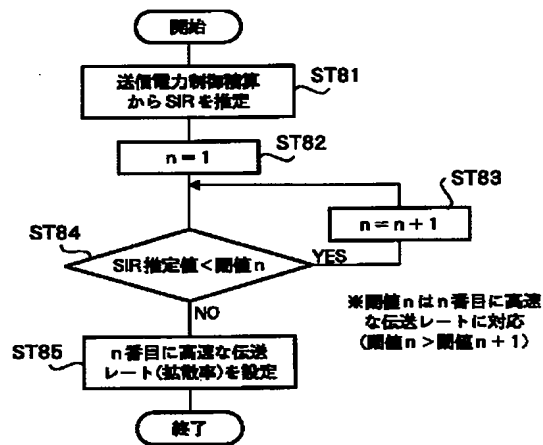 開始
送信電力制御積算
からSIRを推定
ST81
n=1
ST82
ST83
n=n+1
ST84
SIR推定値<閾値n
YES
NO
※閾値nはn番目に高速
な伝送レートに対応
(閾値n>閾値n+1)
ST85
n番目に高速な伝送
レート(拡散率)を設定
終了